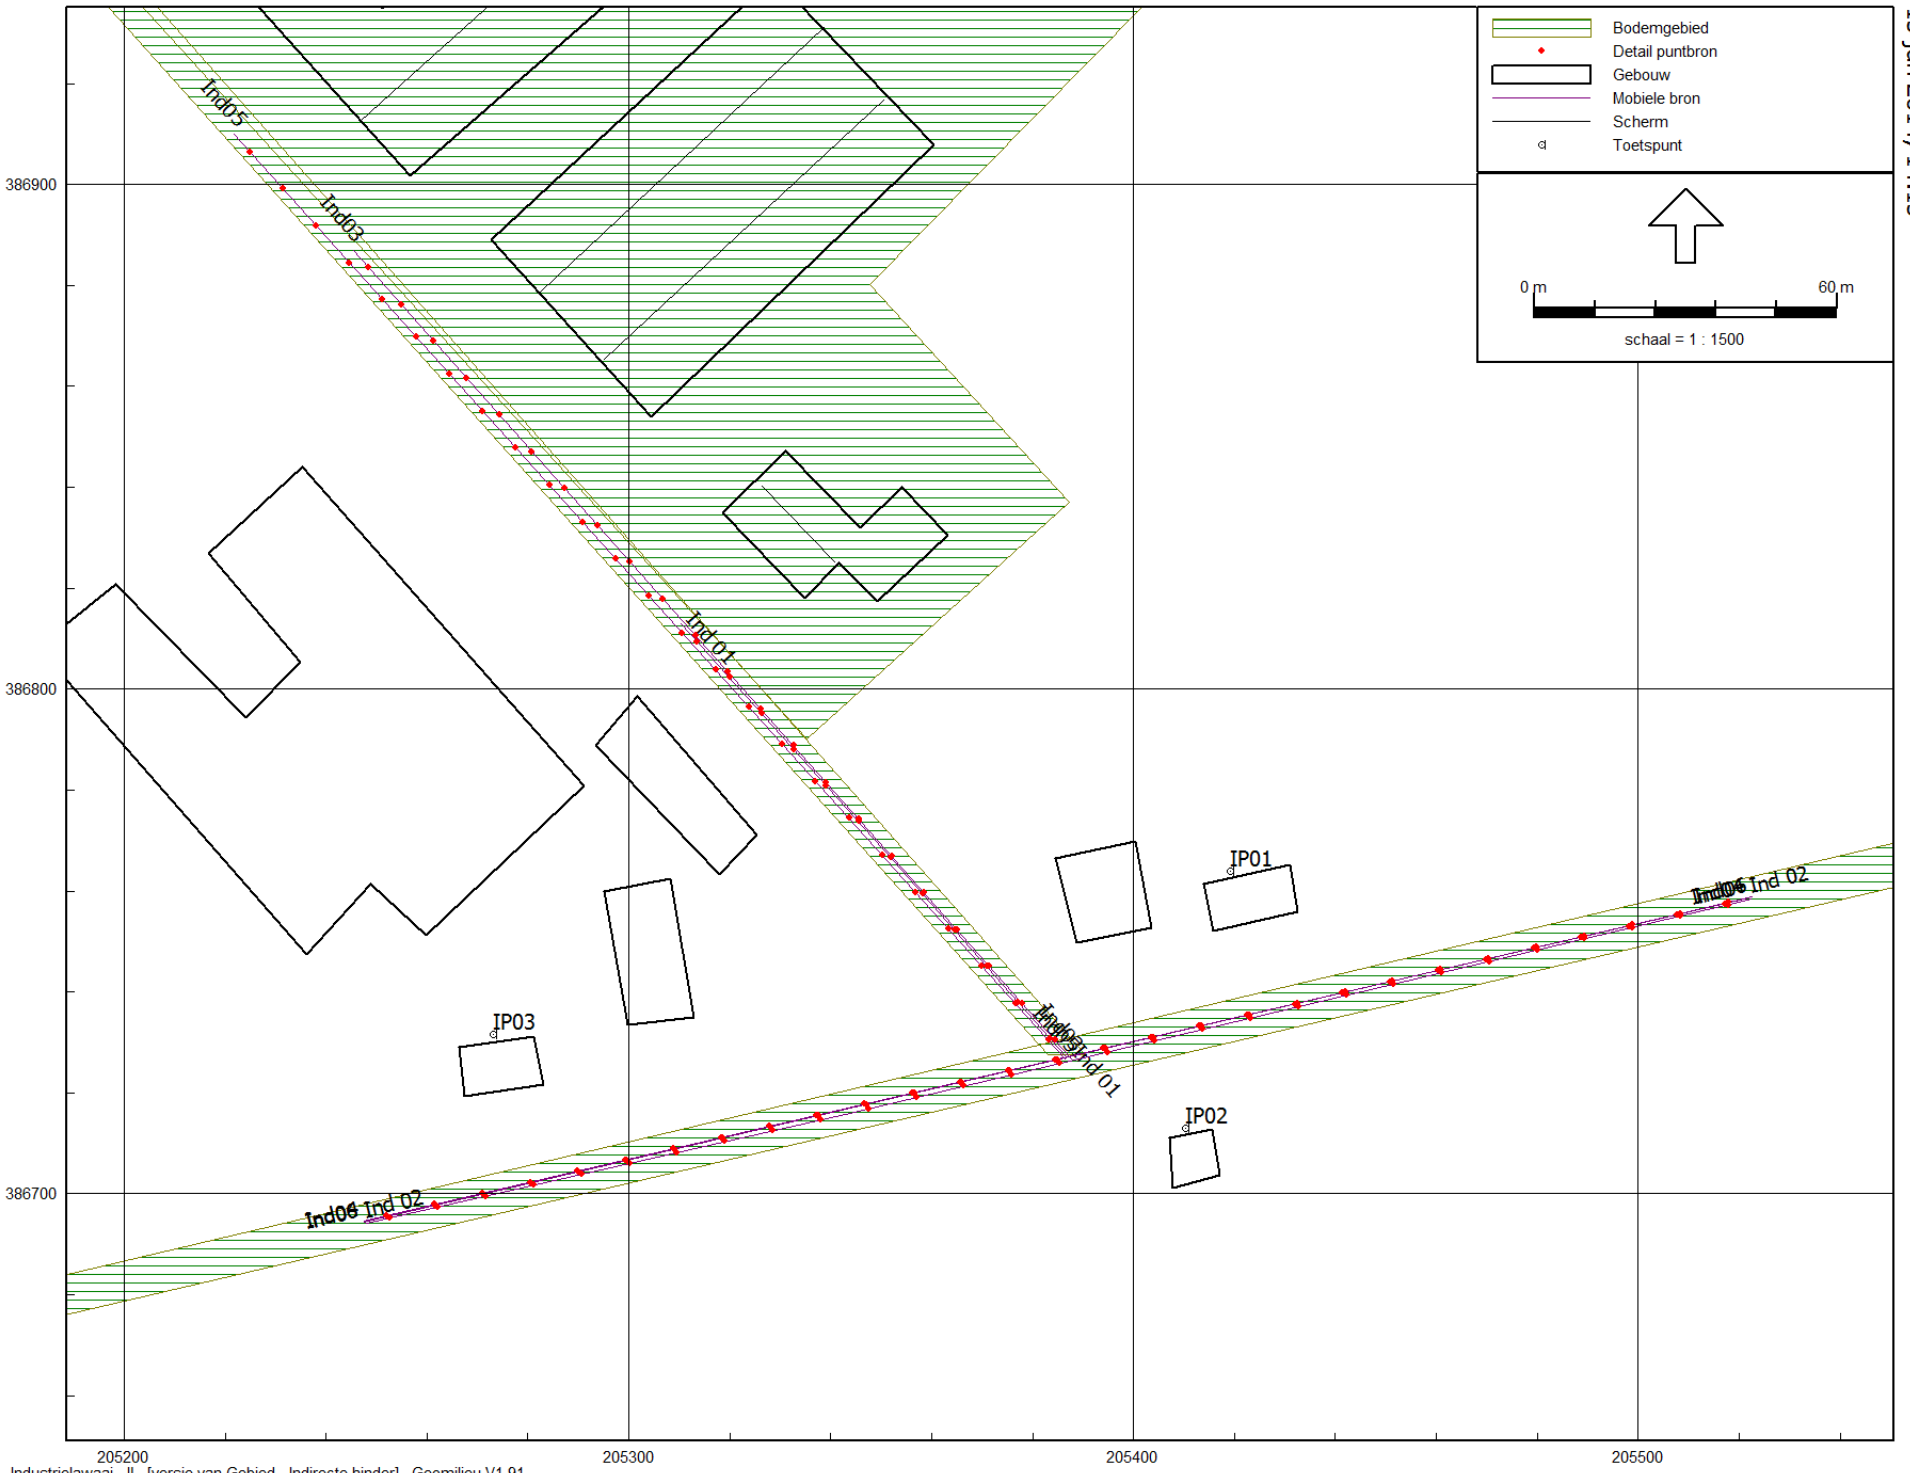 Bodemgebied
Detail puntbron
Gebouw
Mobiele bron
Scherm
Toetspunt
0 m 60 m
schaal = 1 : 1500
Ind05
386900
Ind03
Ind 01
386800
IP01
Ind 02
IP03
Ind 01
IP02
386700
Ind 02
205200 205300 205400 205500